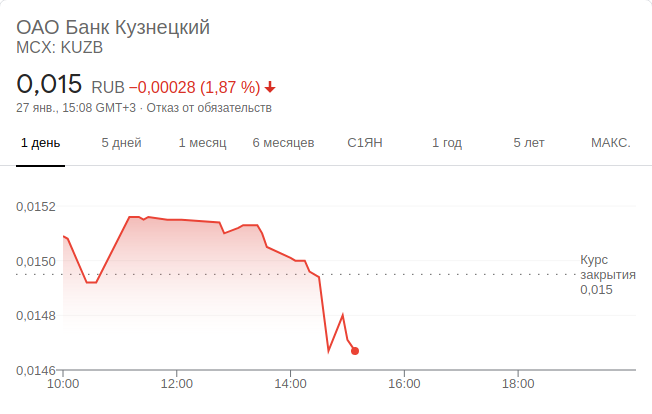 ОАО Банк Кузнецкий
MCX: KUZB
0,015 RUB −0,00028 (1,87 %)
27 янв., 15:08 GMT+3 · Отказ от обязательств
1 день 5 дней 1 месяц 6 месяцев С1ЯН 1 год 5 лет МАКС.
0,0152
0,0150
Курс
закрытия
0,015
0,0148
0,0146
10:00 12:00 14:00 16:00 18:00